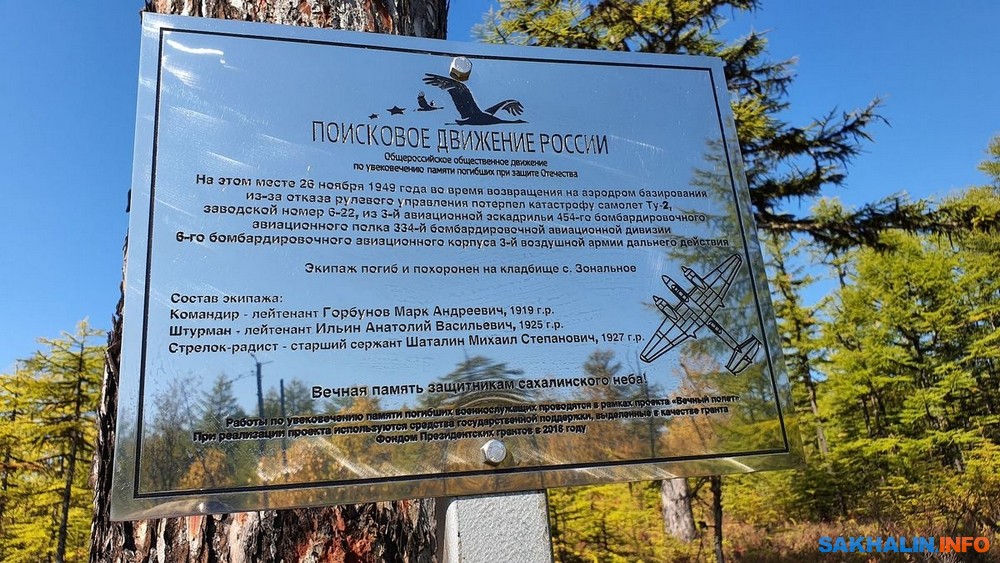 ПОИСКОВОЕ ДВИЖЕНИЕ РОССИИ
Общероссийское общественное движение
по увековечению памяти погибших при защите Отечества
На этом месте 26 ноября 1949 года во время возвращения на аэродром базирования
из-за отказа рулевого управления потерпел катастрофу самолет Ту-2,
заводской номер 6-22, из 3-й авиационной эскадрильи 454-го бомбардировочного
авиационного полка 334-й бомбардировочной авиационной дивизии
6-го бомбардировочного авиационного корпуса 3-й воздушной армии дальнего действия
Экипаж погиб и похоронен на кладбище с. Зональное
Состав экипажа:
Командир - лейтенант Горбунов Марк Андреевич, 1919 г.р.
Штурман - лейтенант Ильин Анатолий Васильевич, 1925 г.р.
Стрелок-радист - старший сержант Шаталин Михаил Степанович, 1927 г.р.
Вечная память защитникам сахалинского неба!
Работы по увековечению памяти погибших военнослужащих проводятся в рамках проекта «Вечный полет»
При реализации проекта используются средства государственной поддержки, выделенные в качестве гранта
Фондом Президентских грантов в 2018 году
SAKHALIN.INFO